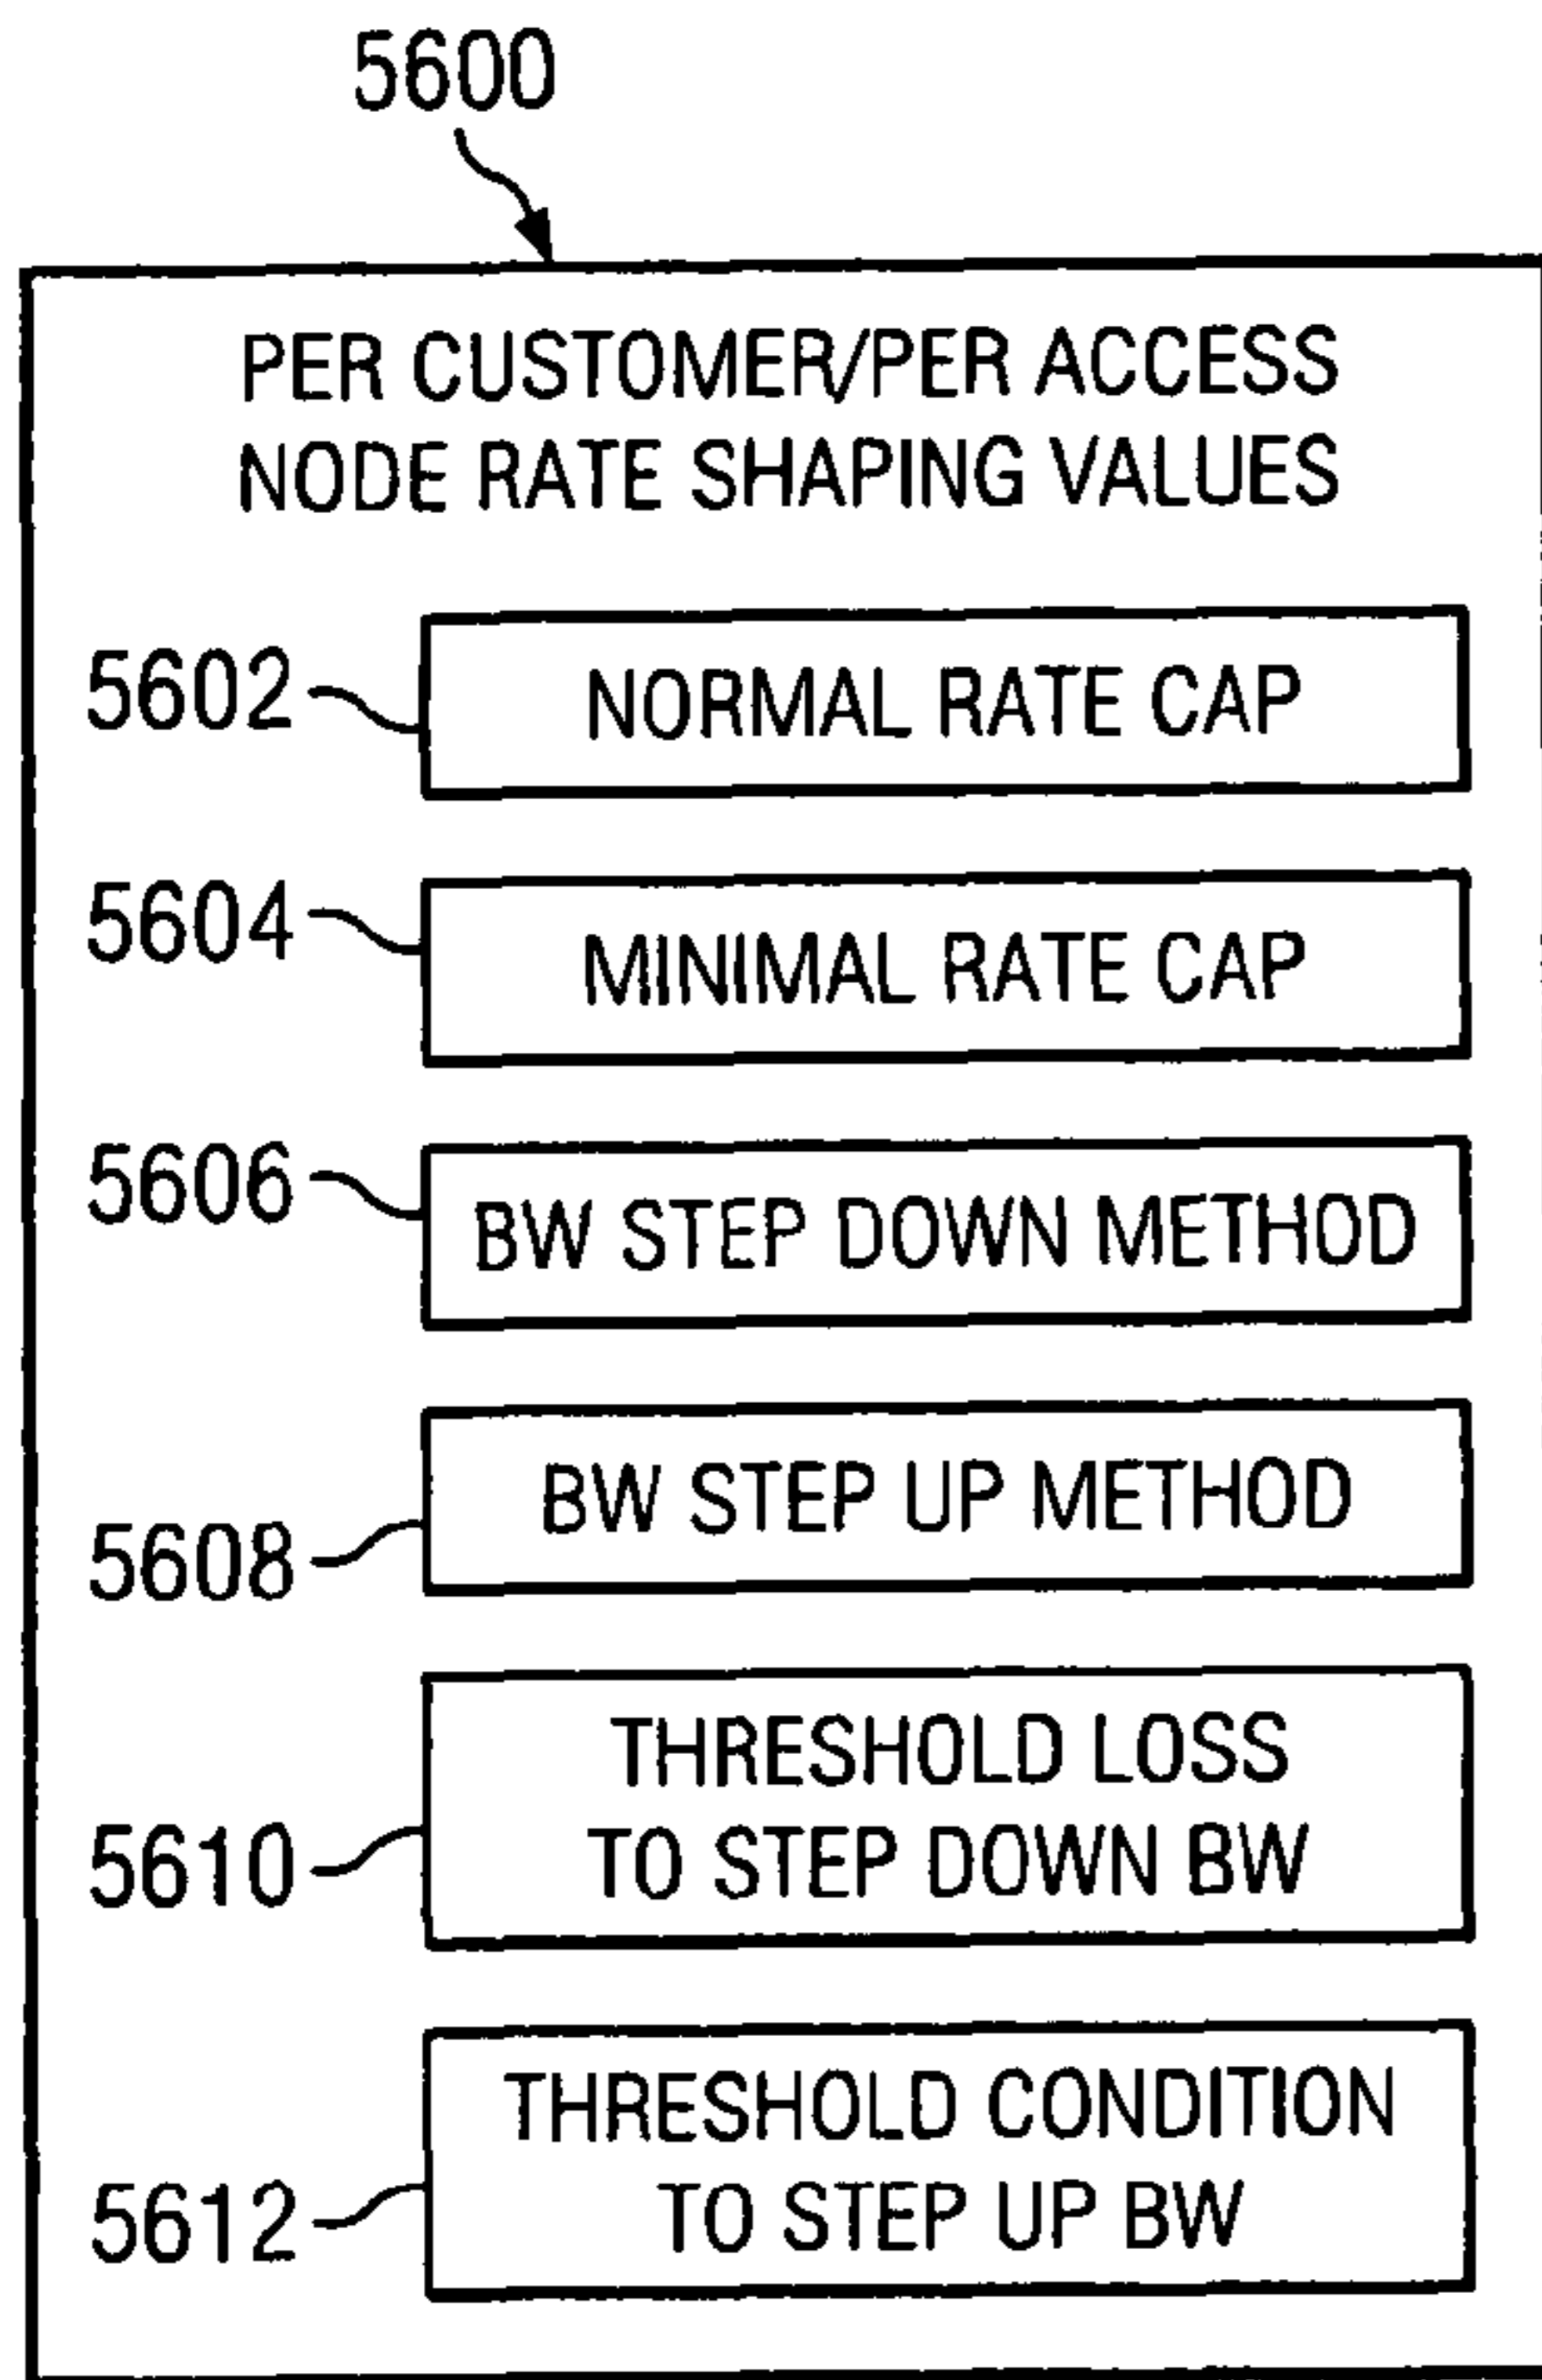 5600
PER CUSTOMER/PER ACCESS
NODE RATE SHAPING VALUES
5602
NORMAL RATE CAP
5604
MINIMAL RATE CAP
5606
BW STEP DOWN METHOD
5608
BW STEP UP METHOD
5610
THRESHOLD LOSS
TO STEP DOWN BW
5612
THRESHOLD CONDITION
TO STEP UP BW